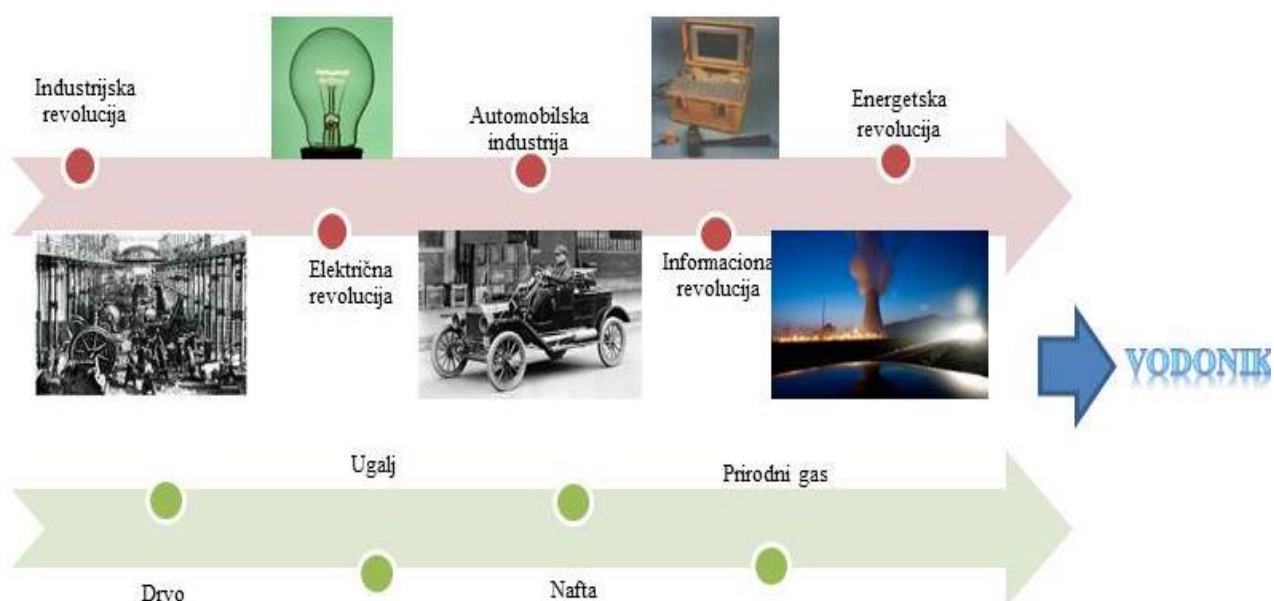 Industrijska
revolucija
Električna
revolucija
Automobilska
industrija
Informaciona
revolucija
Energetska
revolucija
VODONIK
Drvo
Ugalj
Nafta
Prirodni gas